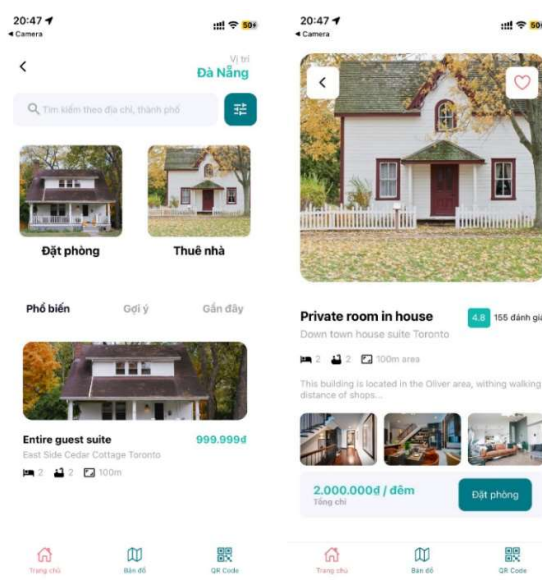 20:47
50
◀ Camera
Vị trí
Đà Nẵng
Tìm kiếm theo địa chỉ, thành phố
Đặt phòng
Thuê nhà
Phổ biến
Gợi ý
Gần đây
Entire guest suite
999.999đ
East Side Cedar Cottage Toronto
2
2
100m
Trang chủ
Bản đồ
QR Code
20:47
50
◀ Camera
Private room in house
4.8
155 đánh giá
Down town house suite Toronto
2
2
100m area
This building is located in the Oliver area, withing walking
distance of shops...
2.000.000đ / đêm
Tổng chi
Đặt phòng
Trang chủ
Bản đồ
QR Code